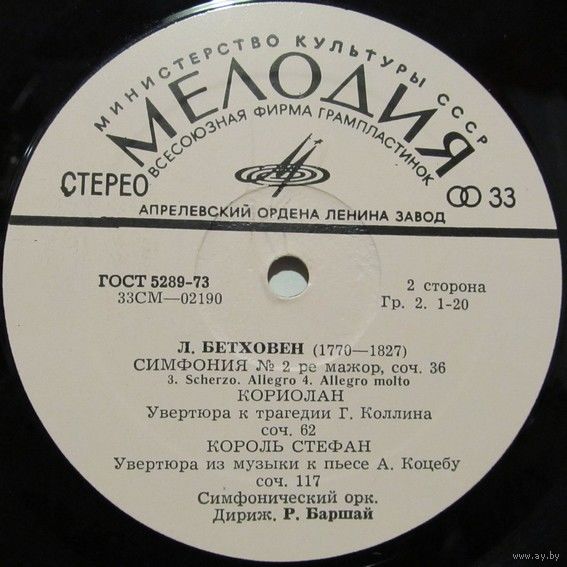 МИНИСТЕРСТВО КУЛЬТУРЫ СССР
МЕЛОДИЯ
ВСЕСОЮЗНАЯ ФИРМА ГРАМПЛАСТИНОК
СТЕРЕО
33
АПРЕЛЕВСКИЙ ОРДЕНА ЛЕНИНА ЗАВОД
ГОСТ 5289-73
33СМ—02190
2 сторона
Гр. 2. 1-20
Л. БЕТХОВЕН (1770—1827)
СИМФОНИЯ № 2 ре мажор, соч. 36
3. Scherzo. Allegro 4. Allegro molto
КОРИОЛАН
Увертюра к трагедии Г. Коллина
соч. 62
КОРОЛЬ СТЕФАН
Увертюра из музыки к пьесе А. Коцебу
соч. 117
Симфонический орк.
Дириж. Р. Баршай
www.ay.by